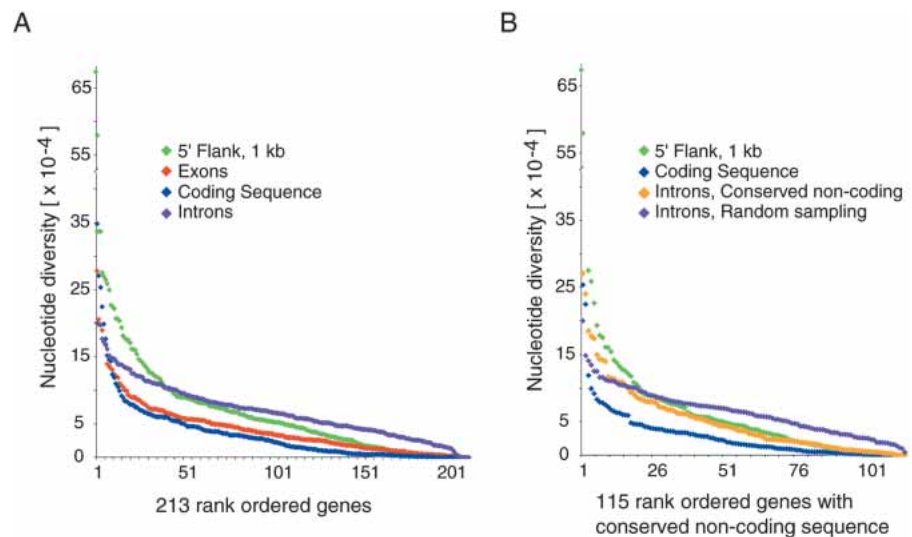 A
Nucleotide diversity [ x 10-4 ]
65
55
35
25
15
5
0
5' Flank, 1 kb
Exons
Coding Sequence
Introns
1 51 101 151 201
213 rank ordered genes
B
Nucleotide diversity [ x 10-4 ]
65
55
35
25
15
5
0
5' Flank, 1 kb
Coding Sequence
Introns, Conserved non-coding
Introns, Random sampling
1 26 51 76 101
115 rank ordered genes with
conserved non-coding sequence